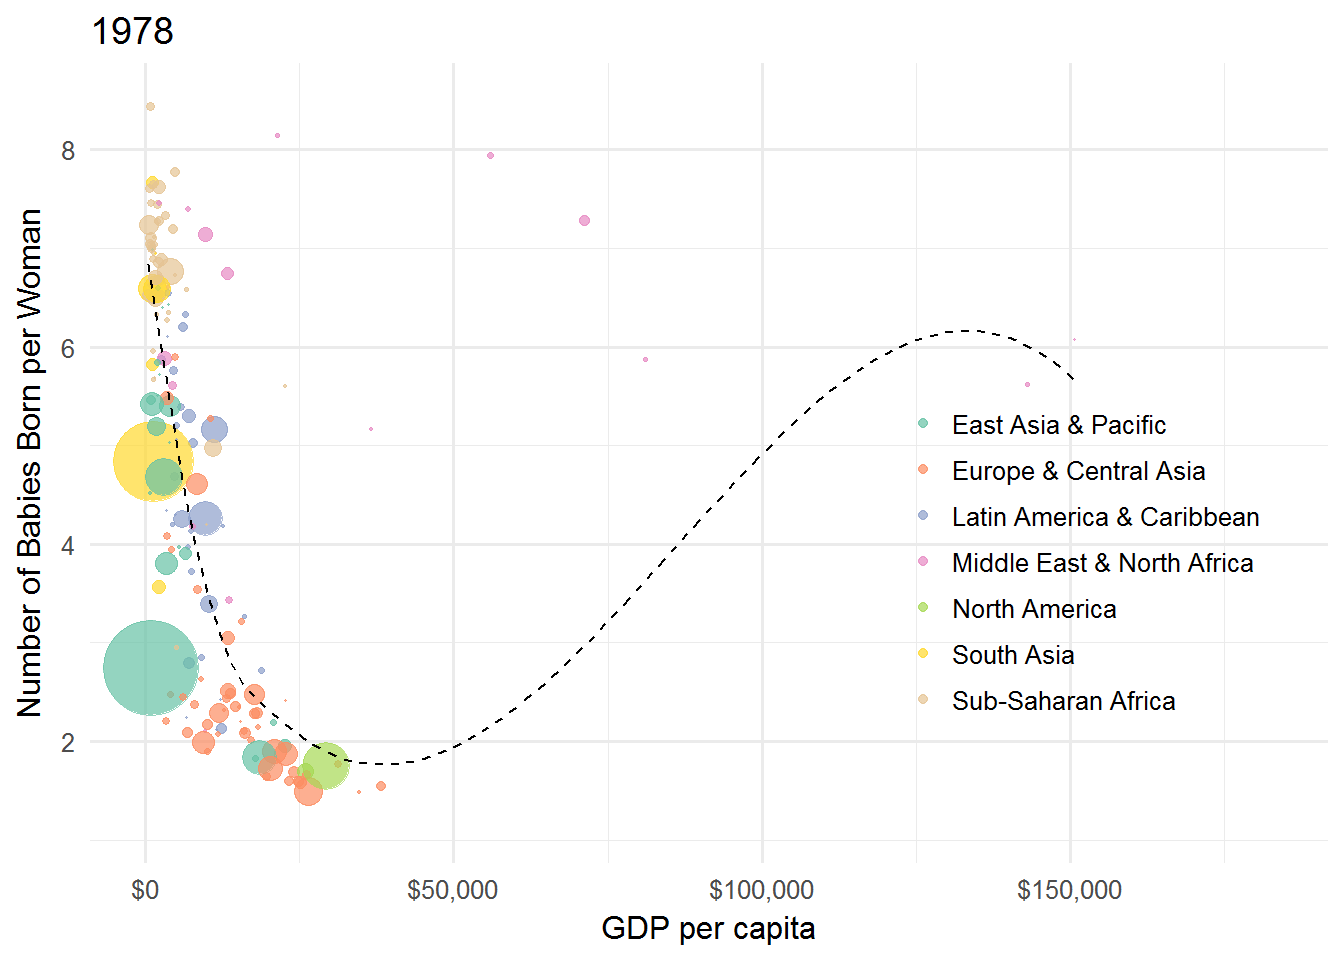 1978
Number of Babies Born per Woman
8
6
4
2
East Asia & Pacific
Europe & Central Asia
Latin America & Caribbean
Middle East & North Africa
North America
South Asia
Sub-Saharan Africa
$0
$50,000
$100,000
$150,000
GDP per capita